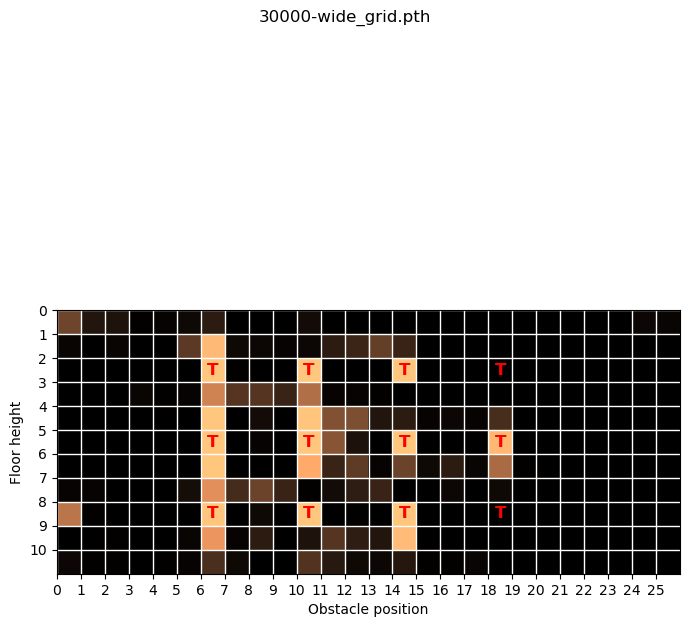 30000-wide_grid.pth
0
1
2
T T T T
3
4
5
T T T T
6
7
8
T T T T
9
10
Floor height
0 1 2 3 4 5 6 7 8 9 10 11 12 13 14 15 16 17 18 19 20 21 22 23 24 25
Obstacle position